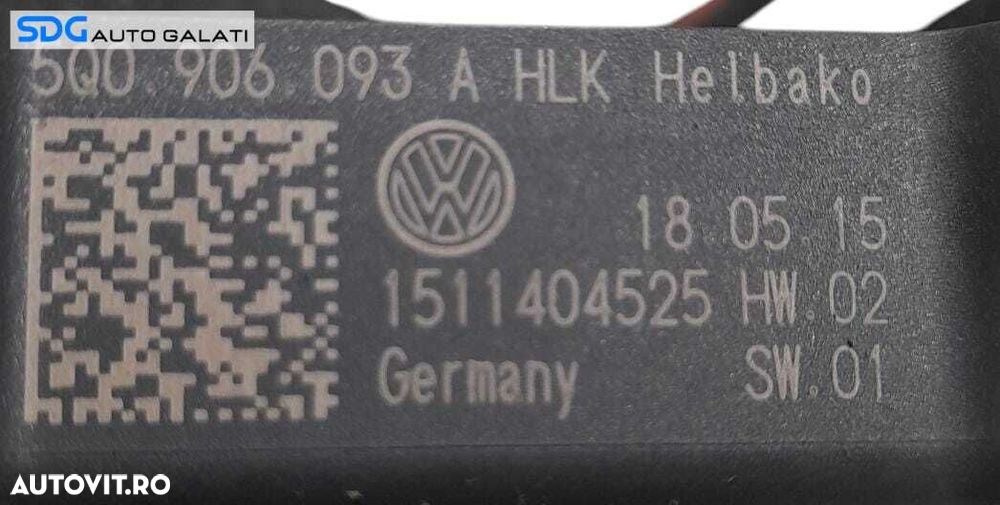 SDG AUTO GALATI
5Q0.906.093 A HLK Helbako
18.05.15
1511404525 HW.02
Germany SW.01
AUTOVIT.RO